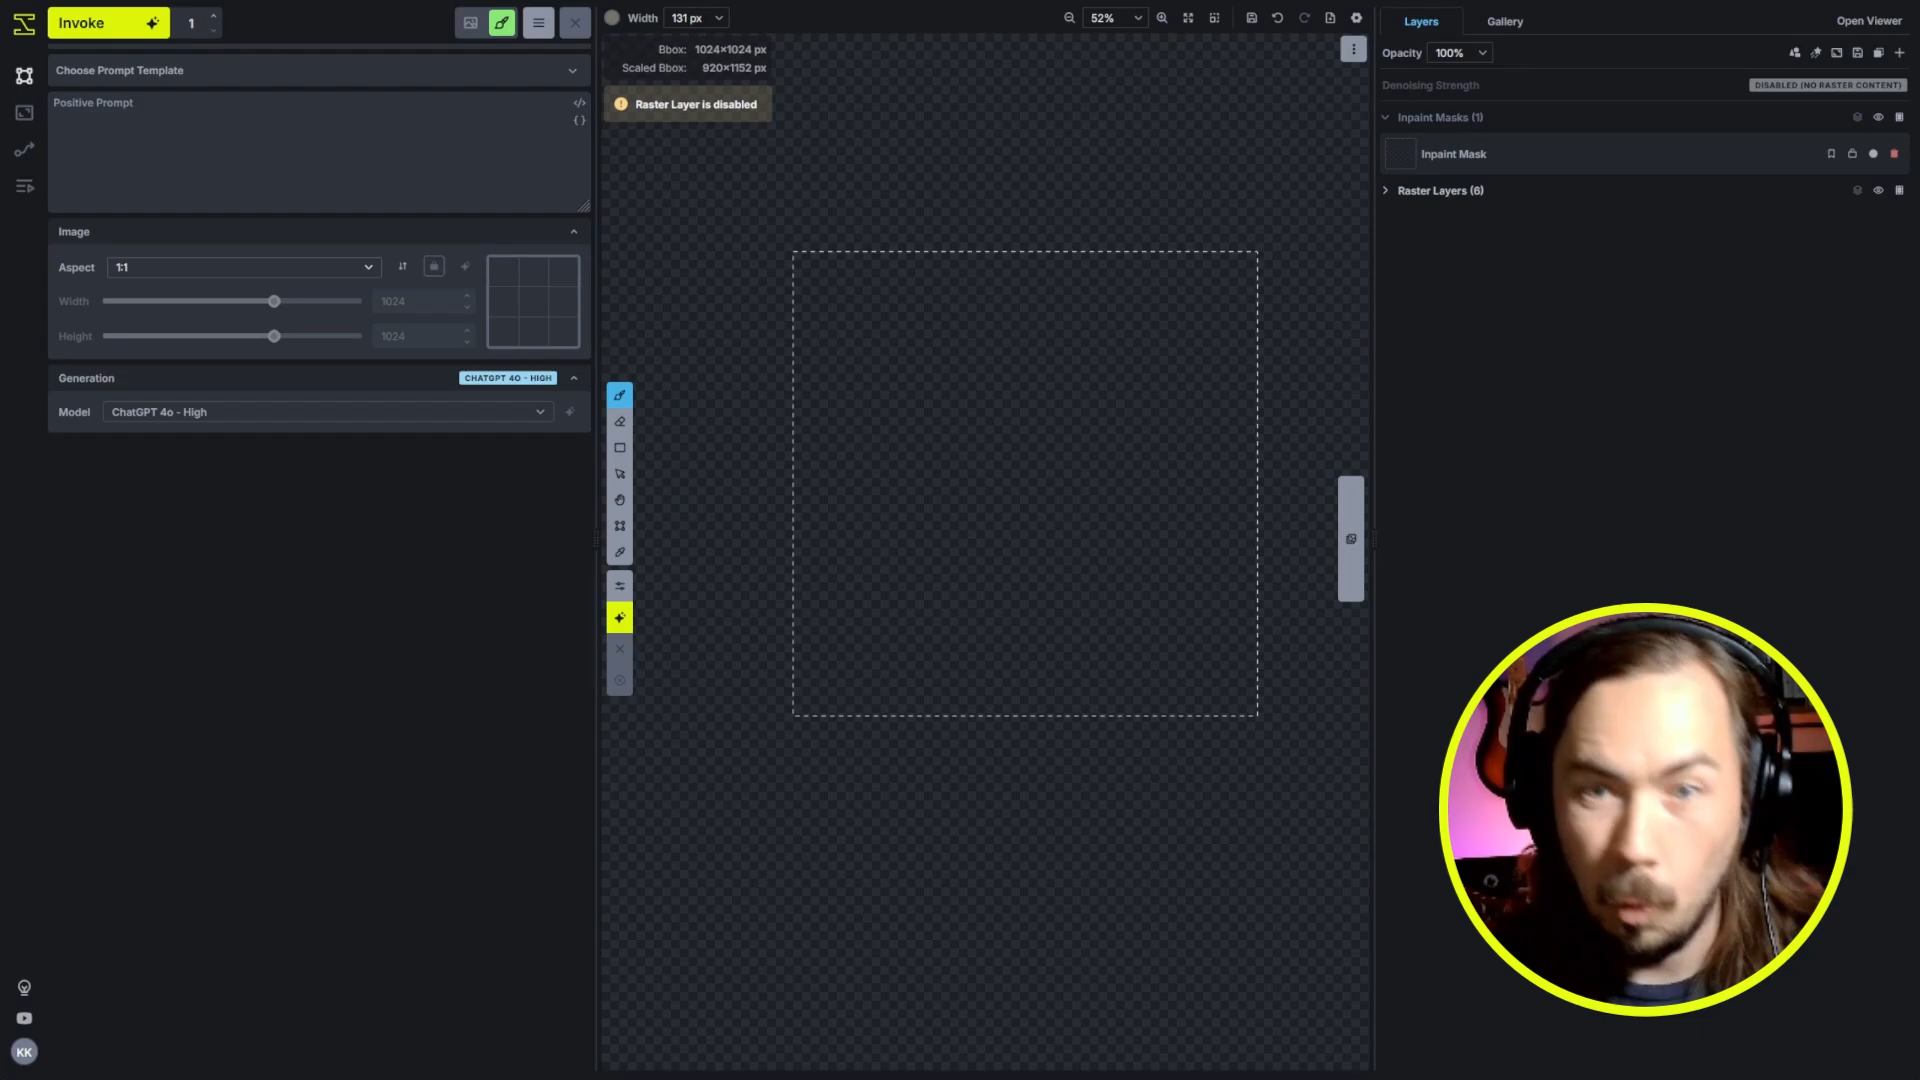 Invoke
1
Width 131 px
52%
Layers
Gallery
Open Viewer
Bbox: 1024×1024 px
Scaled Bbox: 920×1152 px
Opacity 100%
Choose Prompt Template
Denoising Strength
DISABLED (NO RASTER CONTENT)
Positive Prompt
</>
{}
Raster Layer is disabled
Inpaint Masks (1)
Inpaint Mask
Raster Layers (6)
Image
Aspect 1:1
Width 1024
Height 1024
Generation
CHATGPT 4O - HIGH
Model ChatGPT 4o - High
KK